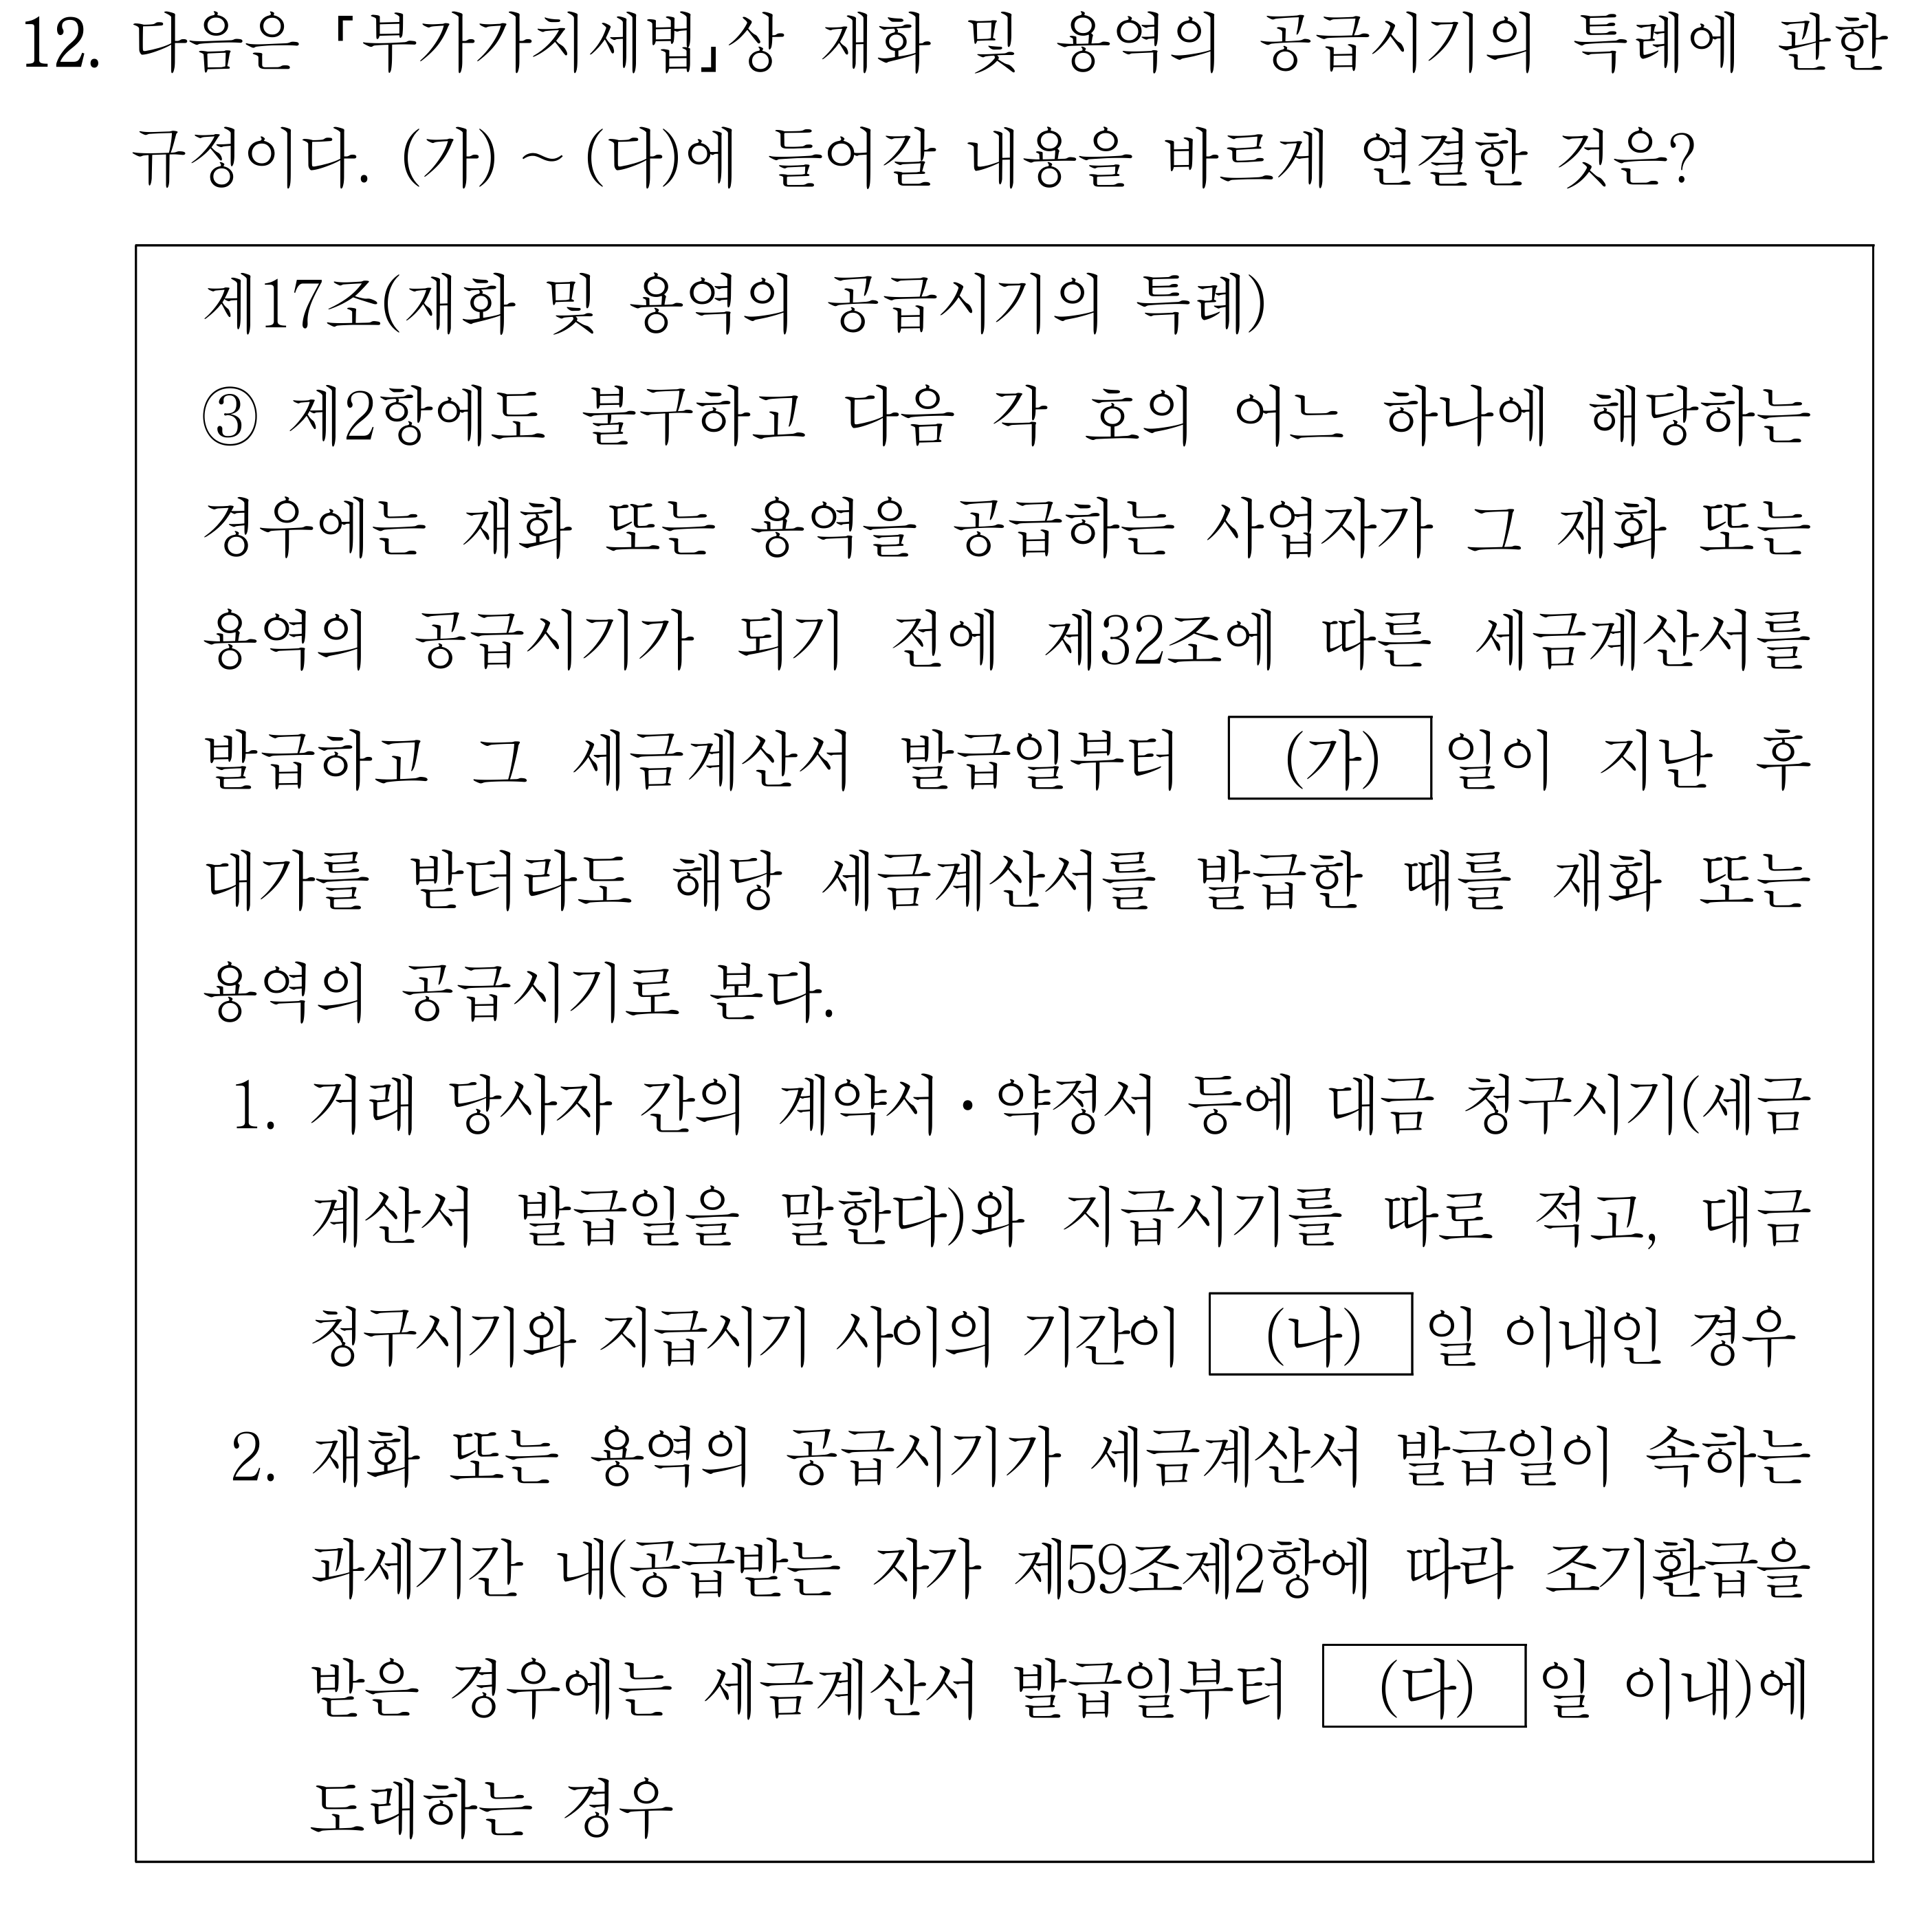 12. 다음은 「부가가치세법」상 재화 및 용역의 공급시기의 특례에 관한
규정이다. (가) ~ (다)에 들어갈 내용을 바르게 연결한 것은?
제17조(재화 및 용역의 공급시기의 특례)
③ 제2항에도 불구하고 다음 각 호의 어느 하나에 해당하는
경우에는 재화 또는 용역을 공급하는 사업자가 그 재화 또는
용역의 공급시기가 되기 전에 제32조에 따른 세금계산서를
발급하고 그 세금계산서 발급일부터 (가) 일이 지난 후
대가를 받더라도 해당 세금계산서를 발급한 때를 재화 또는
용역의 공급시기로 본다.
1. 거래 당사자 간의 계약서·약정서 등에 대금 청구시기(세금
계산서 발급일을 말한다)와 지급시기를 따로 적고, 대금
청구시기와 지급시기 사이의 기간이 (나) 일 이내인 경우
2. 재화 또는 용역의 공급시기가 세금계산서 발급일이 속하는
과세기간 내(공급받는 자가 제59조제2항에 따라 조기환급을
받은 경우에는 세금계산서 발급일부터 (다) 일 이내)에
도래하는 경우